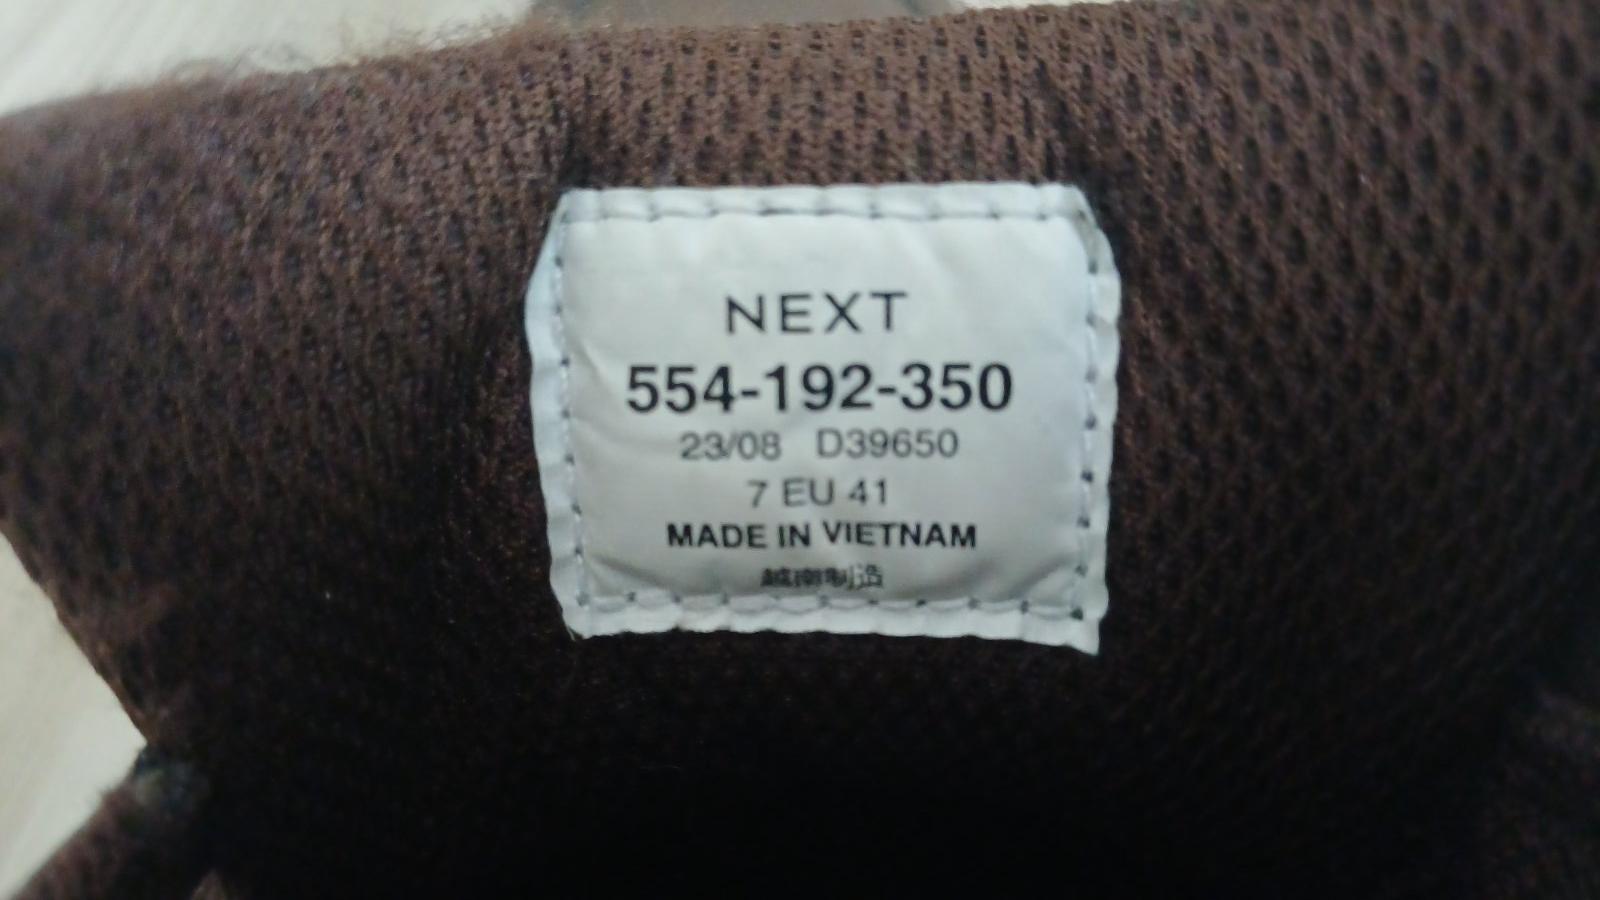 NEXT
554-192-350
23/08 D39650
7 EU 41
MADE IN VIETNAM
越南制造